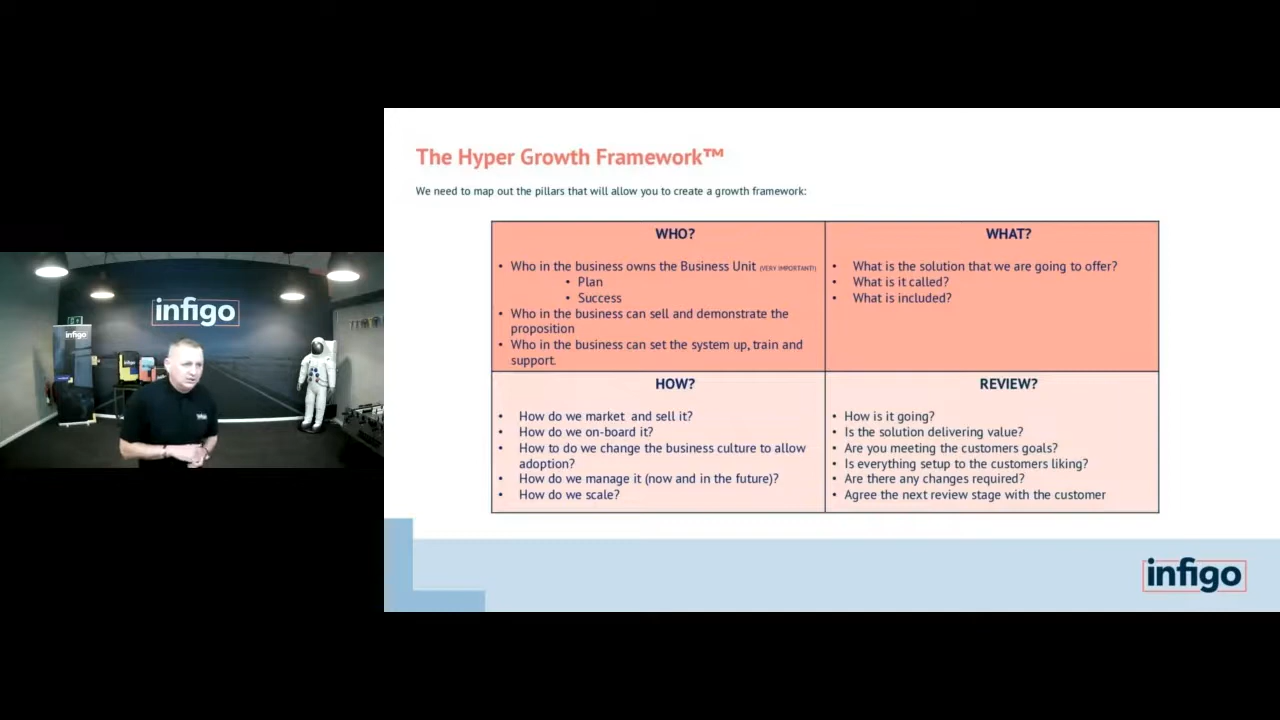 The Hyper Growth Framework™
We need to map out the pillars that will allow you to create a growth framework:
WHO?
• Who in the business owns the Business Unit (VERY IMPORTANT!)
• Plan
• Success
• Who in the business can sell and demonstrate the
proposition
• Who in the business can set the system up, train and
support.
WHAT?
• What is the solution that we are going to offer?
• What is it called?
• What is included?
HOW?
• How do we market and sell it?
• How do we on-board it?
• How to do we change the business culture to allow
adoption?
• How do we manage it (now and in the future)?
• How do we scale?
REVIEW?
• How is it going?
• Is the solution delivering value?
• Are you meeting the customers goals?
• Is everything setup to the customers liking?
• Are there any changes required?
• Agree the next review stage with the customer
infigo
infigo
infigo